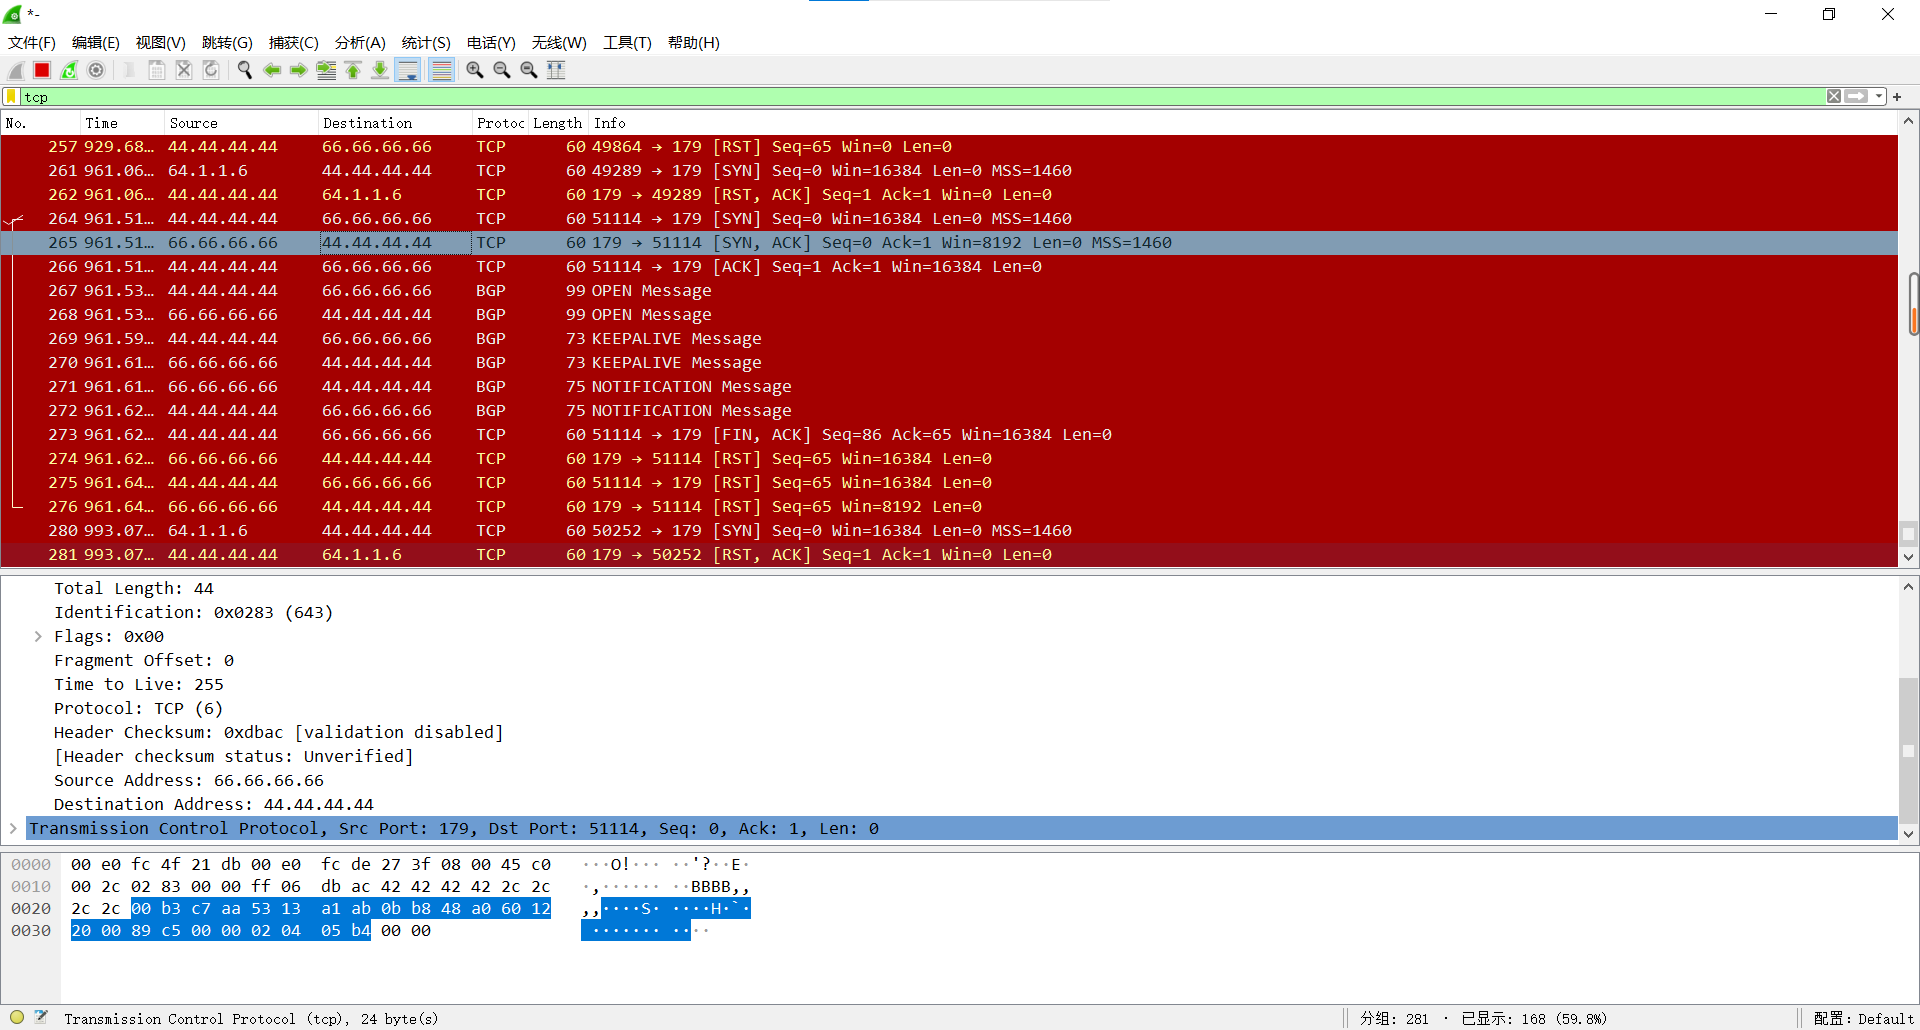 *-
文件(F) 编辑(E) 视图(V) 跳转(G) 捕获(C) 分析(A) 统计(S) 电话(Y) 无线(W) 工具(T) 帮助(H)
tcp
No. Time Source Destination Protoc Length Info
257 929.68… 44.44.44.44 66.66.66.66 TCP 60 49864 → 179 [RST] Seq=65 Win=0 Len=0
261 961.06… 64.1.1.6 44.44.44.44 TCP 60 49289 → 179 [SYN] Seq=0 Win=16384 Len=0 MSS=1460
262 961.06… 44.44.44.44 64.1.1.6 TCP 60 179 → 49289 [RST, ACK] Seq=1 Ack=1 Win=0 Len=0
264 961.51… 44.44.44.44 66.66.66.66 TCP 60 51114 → 179 [SYN] Seq=0 Win=16384 Len=0 MSS=1460
265 961.51… 66.66.66.66 44.44.44.44 TCP 60 179 → 51114 [SYN, ACK] Seq=0 Ack=1 Win=8192 Len=0 MSS=1460
266 961.51… 44.44.44.44 66.66.66.66 TCP 60 51114 → 179 [ACK] Seq=1 Ack=1 Win=16384 Len=0
267 961.53… 44.44.44.44 66.66.66.66 BGP 99 OPEN Message
268 961.53… 66.66.66.66 44.44.44.44 BGP 99 OPEN Message
269 961.59… 44.44.44.44 66.66.66.66 BGP 73 KEEPALIVE Message
270 961.61… 66.66.66.66 44.44.44.44 BGP 73 KEEPALIVE Message
271 961.61… 66.66.66.66 44.44.44.44 BGP 75 NOTIFICATION Message
272 961.62… 44.44.44.44 66.66.66.66 BGP 75 NOTIFICATION Message
273 961.62… 44.44.44.44 66.66.66.66 TCP 60 51114 → 179 [FIN, ACK] Seq=86 Ack=65 Win=16384 Len=0
274 961.62… 66.66.66.66 44.44.44.44 TCP 60 179 → 51114 [RST] Seq=65 Win=16384 Len=0
275 961.64… 44.44.44.44 66.66.66.66 TCP 60 51114 → 179 [RST] Seq=65 Win=16384 Len=0
276 961.64… 66.66.66.66 44.44.44.44 TCP 60 179 → 51114 [RST] Seq=65 Win=8192 Len=0
280 993.07… 64.1.1.6 44.44.44.44 TCP 60 50252 → 179 [SYN] Seq=0 Win=16384 Len=0 MSS=1460
281 993.07… 44.44.44.44 64.1.1.6 TCP 60 179 → 50252 [RST, ACK] Seq=1 Ack=1 Win=0 Len=0
Total Length: 44
Identification: 0x0283 (643)
Flags: 0x00
Fragment Offset: 0
Time to Live: 255
Protocol: TCP (6)
Header Checksum: 0xdbac [validation disabled]
[Header checksum status: Unverified]
Source Address: 66.66.66.66
Destination Address: 44.44.44.44
Transmission Control Protocol, Src Port: 179, Dst Port: 51114, Seq: 0, Ack: 1, Len: 0
0000 00 e0 fc 4f 21 db 00 e0 fc de 27 3f 08 00 45 c0 ···O!··· ··'?··E·
0010 00 2c 02 83 00 00 ff 06 db ac 42 42 42 42 2c 2c ·,······ ··BBBB,,
0020 2c 2c 00 b3 c7 aa 53 13 a1 ab 0b b8 48 a0 60 12 ,,····S· ····H·`·
0030 20 00 89 c5 00 00 02 04 05 b4 00 00 ······· ····
Transmission Control Protocol (tcp), 24 byte(s)
分组: 281 · 已显示: 168 (59.8%)
配置: Default